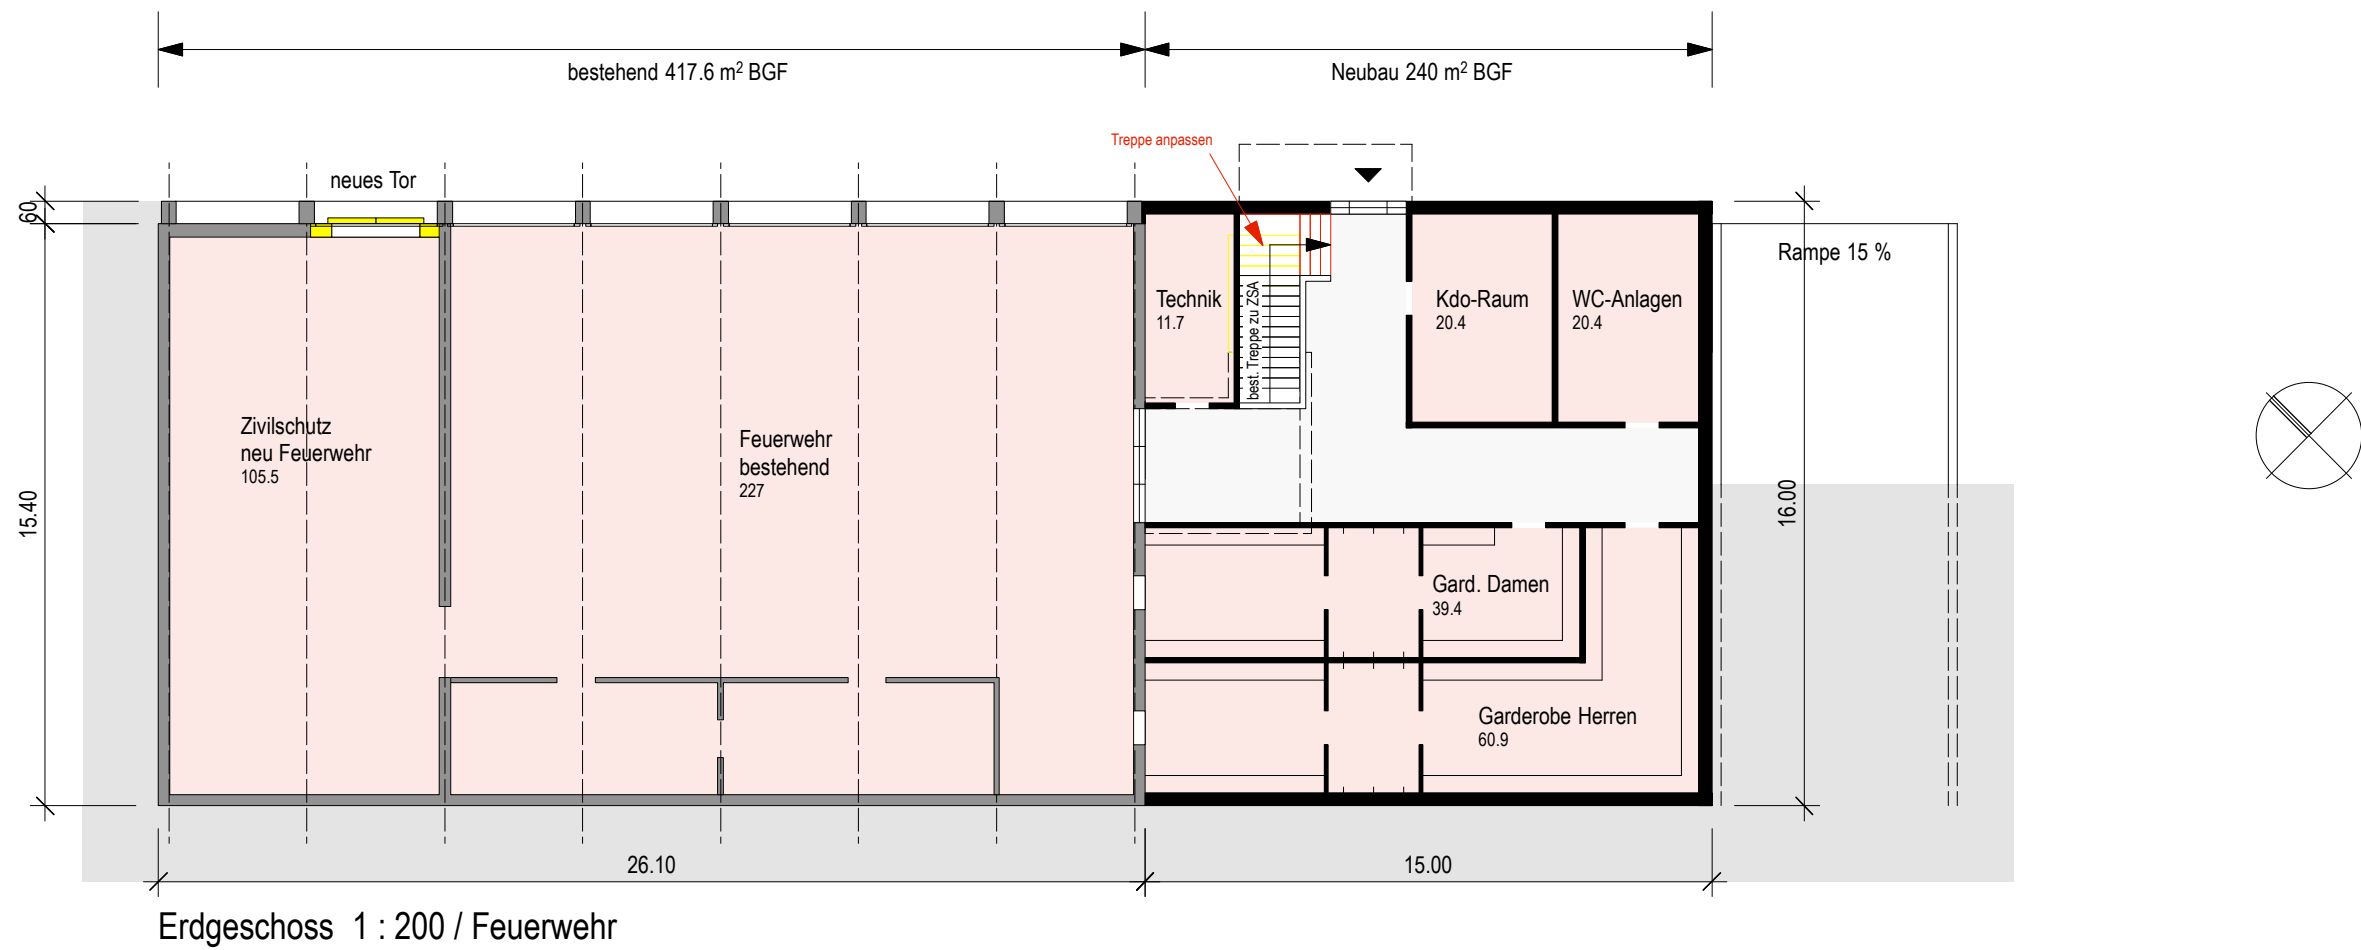 bestehend 417.6 m² BGF
Neubau 240 m² BGF
Treppe anpassen
neues Tor
60
Rampe 15 %
Technik
11.7
best. Treppe zu ZSA
Kdo-Raum
20.4
WC-Anlagen
20.4
Zivilschutz
neu Feuerwehr
105.5
Feuerwehr
bestehend
227
15.40
16.00
Gard. Damen
39.4
Garderobe Herren
60.9
26.10
15.00
Erdgeschoss 1 : 200 / Feuerwehr